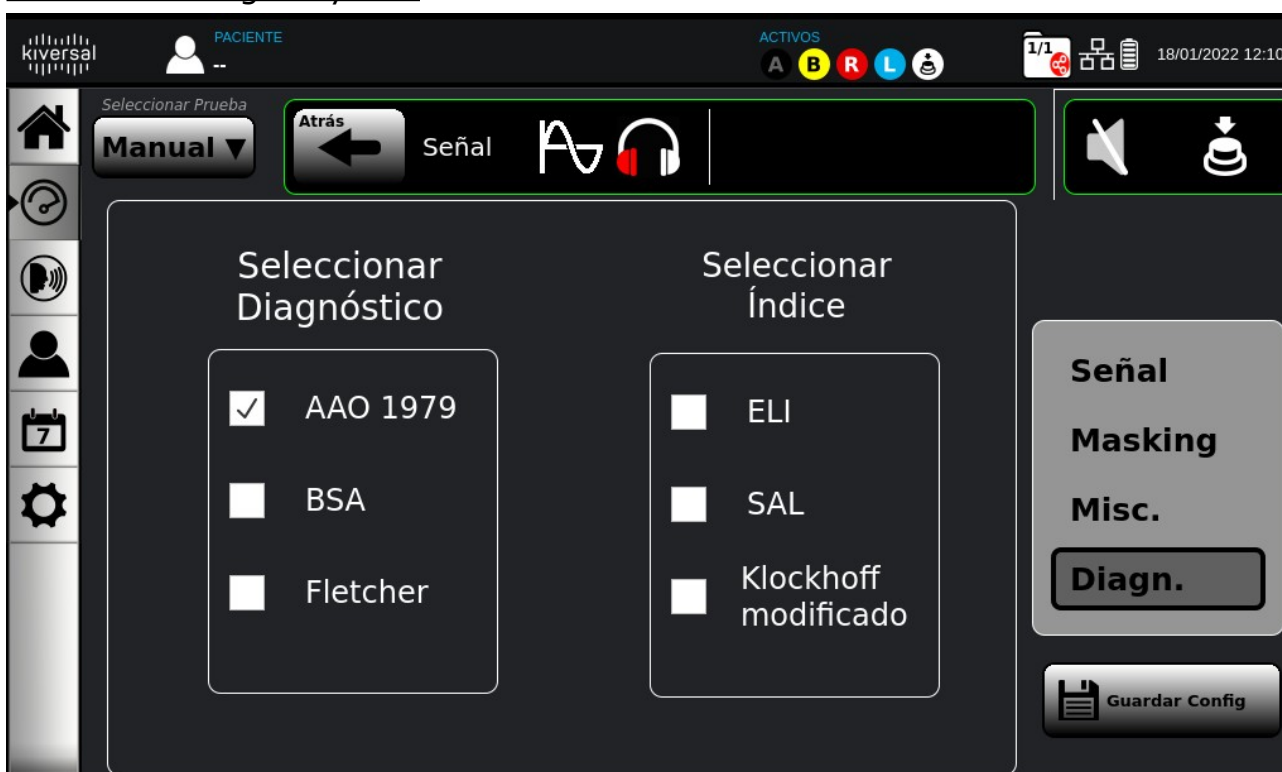 kiversal
PACIENTE
--
ACTIVOS
A B R L
1/1
18/01/2022 12:10
Seleccionar Prueba
Manual ▼
Atrás
Señal
7
Seleccionar
Diagnóstico
AAO 1979
BSA
Fletcher
Seleccionar
Índice
ELI
SAL
Klockhoff
modificado
Señal
Masking
Misc.
Diagn.
Guardar Config